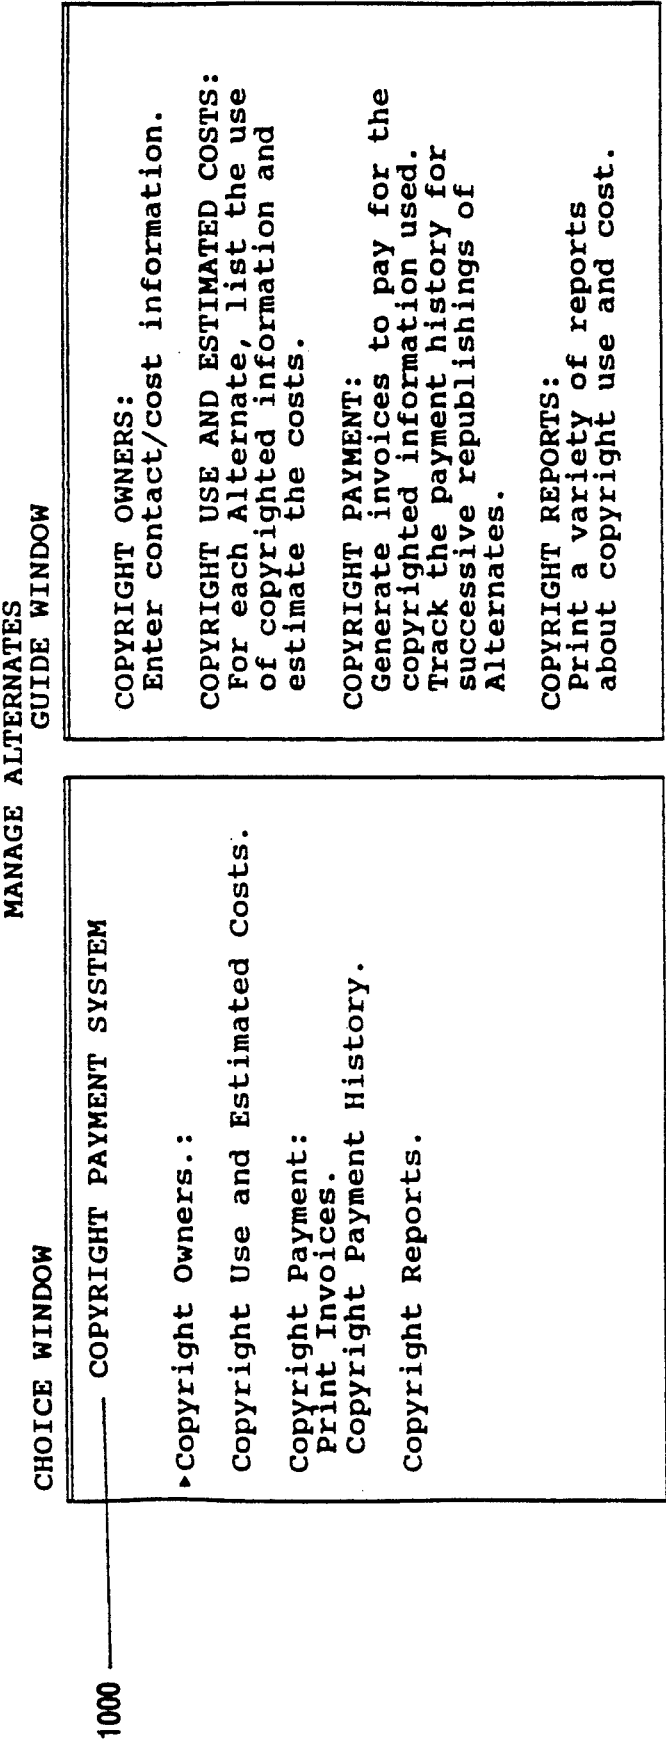 MANAGE ALTERNATES
CHOICE WINDOW
1000
COPYRIGHT PAYMENT SYSTEM
▸Copyright Owners.:
Copyright Use and Estimated Costs.
Copyright Payment:
Print Invoices.
Copyright Payment History.
Copyright Reports.
GUIDE WINDOW
COPYRIGHT OWNERS:
Enter contact/cost information.
COPYRIGHT USE AND ESTIMATED COSTS:
For each Alternate, list the use
of copyrighted information and
estimate the costs.
COPYRIGHT PAYMENT:
Generate invoices to pay for the
copyrighted information used.
Track the payment history for
successive republishings of
Alternates.
COPYRIGHT REPORTS:
Print a variety of reports
about copyright use and cost.